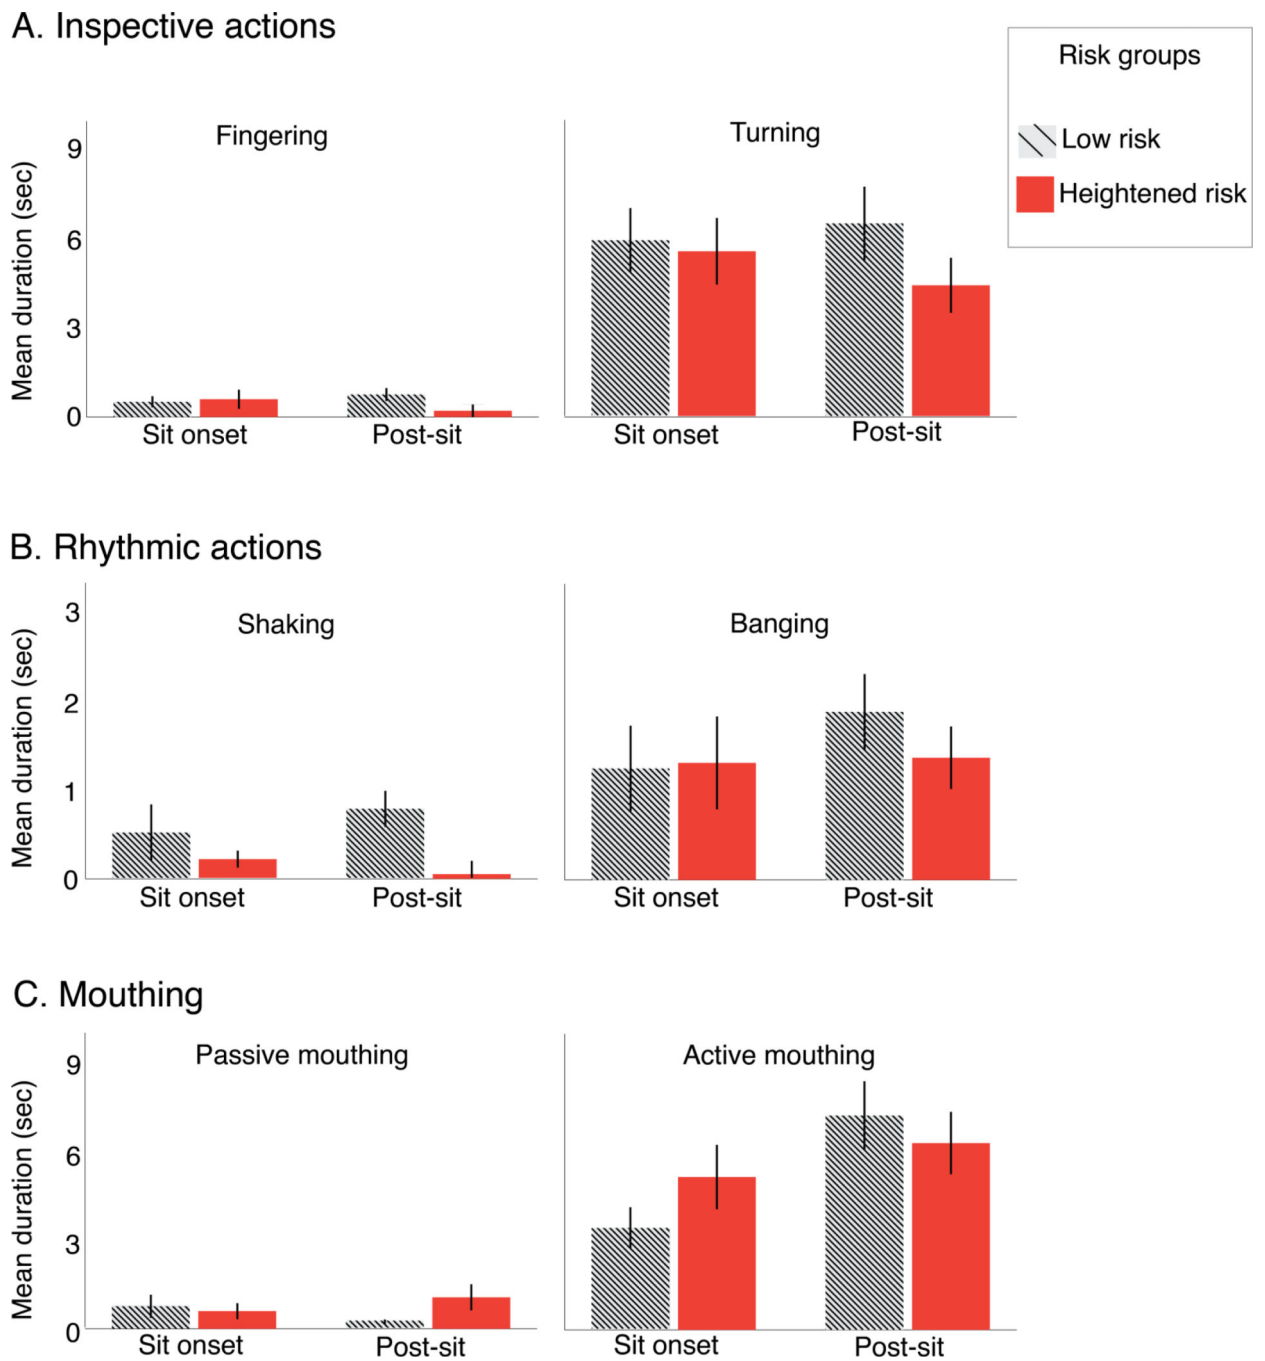 A. Inspective actions
Risk groups
Low risk
Heightened risk
Mean duration (sec)
9
6
3
0
Fingering
Sit onset
Post-sit
Turning
Sit onset
Post-sit
B. Rhythmic actions
Mean duration (sec)
3
2
1
0
Shaking
Sit onset
Post-sit
Banging
Sit onset
Post-sit
C. Mouthing
Mean duration (sec)
9
6
3
0
Passive mouthing
Sit onset
Post-sit
Active mouthing
Sit onset
Post-sit